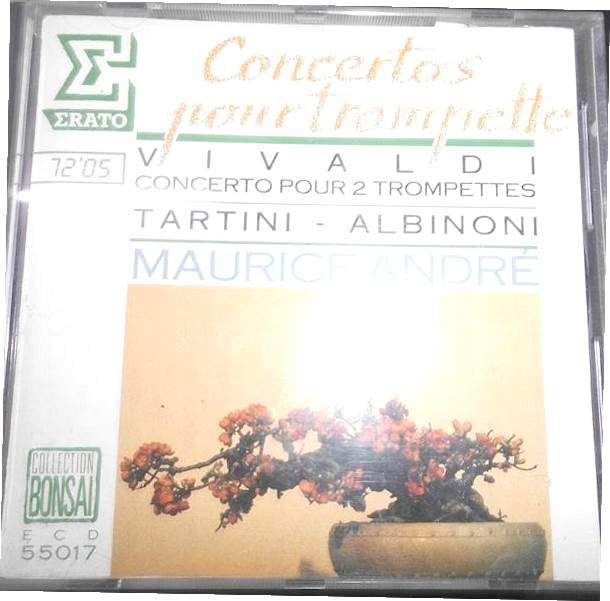 ERATO
Concertos
pour trompette
72'05
VIVALDI
CONCERTO POUR 2 TROMPETTES
TARTINI - ALBINONI
MAURICE ANDRÉ
COLLECTION
BONSAI
ECD
55017